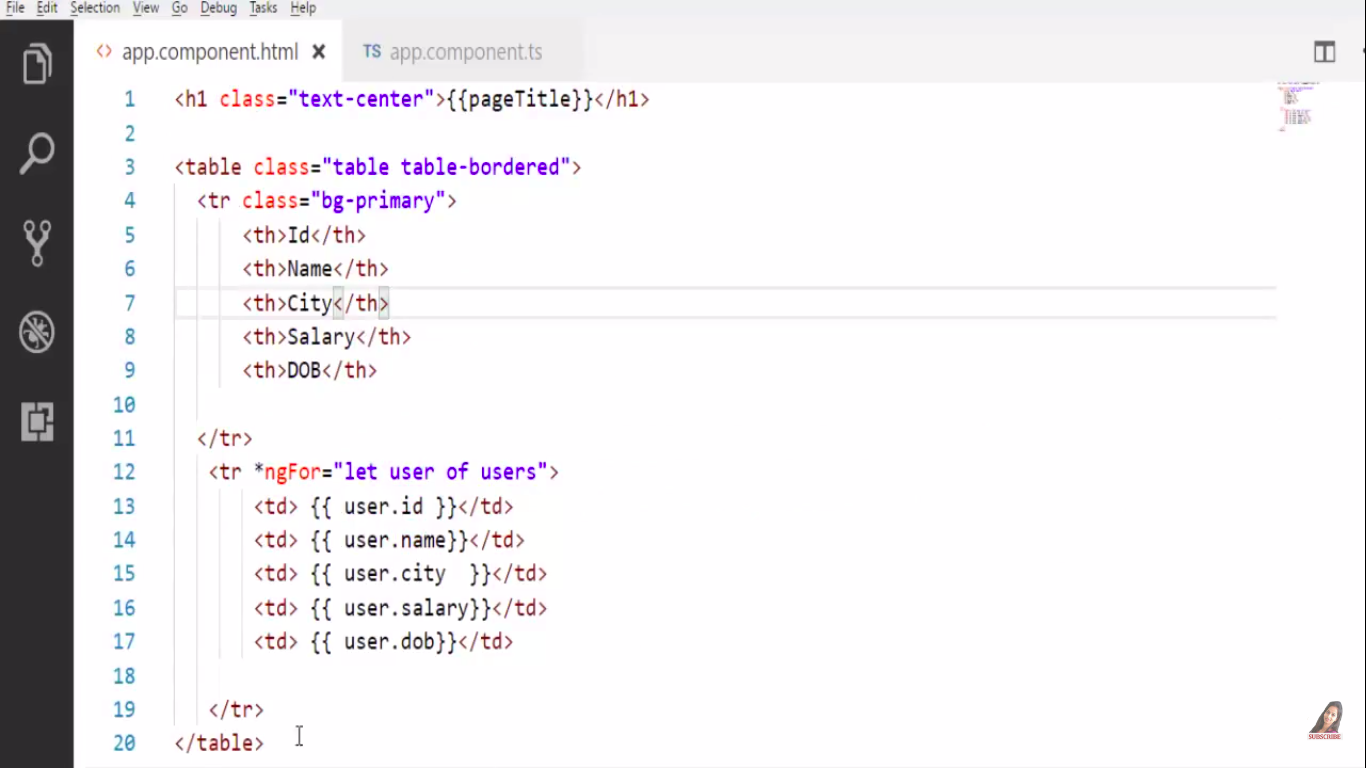 File Edit Selection View Go Debug Tasks Help
<> app.component.html × TS app.component.ts
1 <h1 class="text-center">{{pageTitle}}</h1>
2
3 <table class="table table-bordered">
4 <tr class="bg-primary">
5 <th>Id</th>
6 <th>Name</th>
7 <th>City</th>
8 <th>Salary</th>
9 <th>DOB</th>
10
11 </tr>
12 <tr *ngFor="let user of users">
13 <td> {{ user.id }}</td>
14 <td> {{ user.name}}</td>
15 <td> {{ user.city  }}</td>
16 <td> {{ user.salary}}</td>
17 <td> {{ user.dob}}</td>
18
19 </tr>
20 </table>
SUBSCRIBE